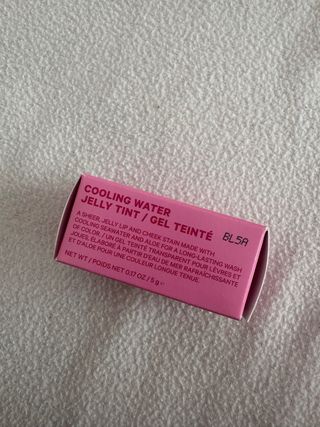 COOLING WATER
JELLY TINT / GEL TEINTÉ
BL5A
A SHEER, JELLY LIP AND CHEEK STAIN MADE WITH
COOLING SEAWATER AND ALOE FOR A LONG-LASTING WASH
OF COLOR. / UN GEL TEINTE TRANSPARENT POUR LÈVRES ET
JOUES, ÉLABORÉ À PARTIR D'EAU DE MER RAFRAÎCHISSANTE
ET D'ALOE POUR UNE COULEUR LONGUE TENUE.
NET WT / POIDS NET 0.17 OZ / 5 g e